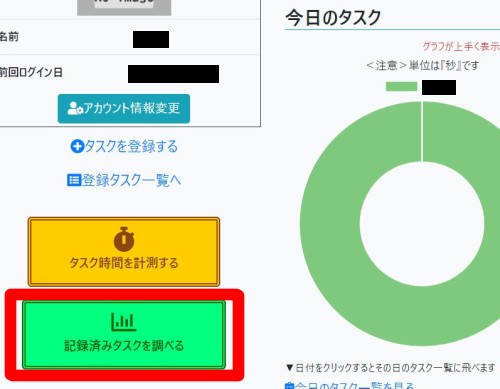 名前
前回ログイン日
アカウント情報変更
タスクを登録する
登録タスク一覧へ
タスク時間を計測する
記録済みタスクを調べる
今日のタスク
グラフが上手く表示
＜注意＞単位は『秒』です
▼日付をクリックするとその日のタスク一覧に飛べます
今日のタスク一覧を見る